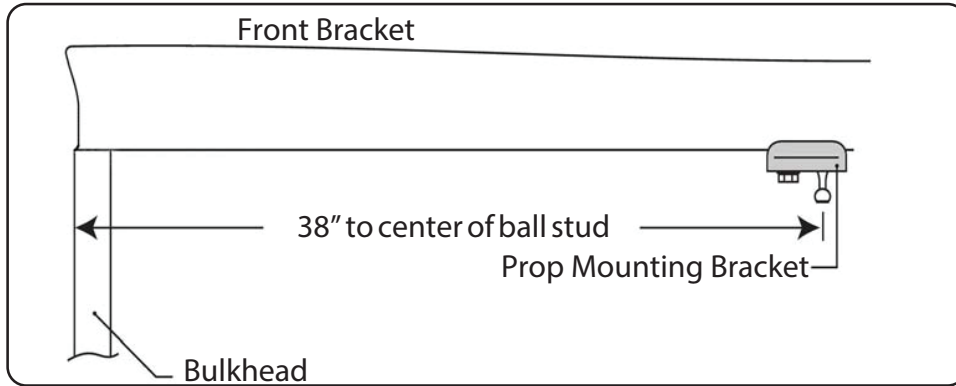 Front Bracket
38" to center of ball stud
Prop Mounting Bracket
Bulkhead